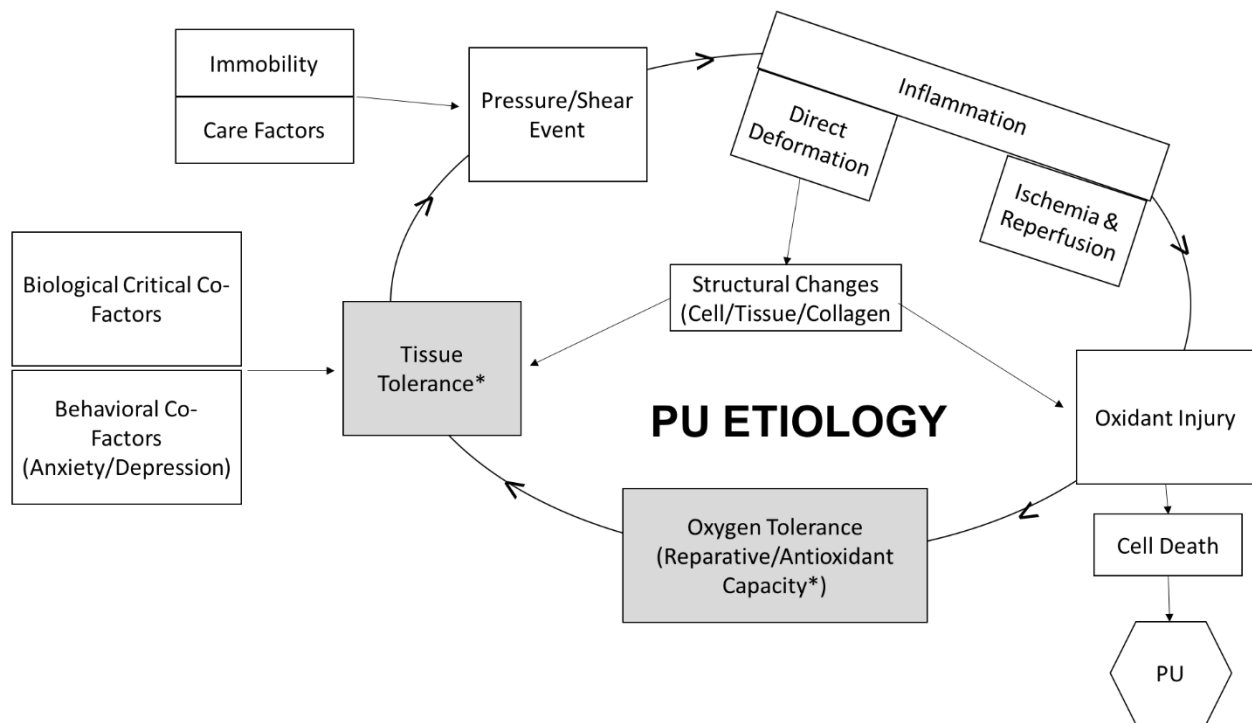 Immobility
Care Factors
Pressure/Shear
Event
Inflammation
Direct
Deformation
Ischemia &
Reperfusion
Biological Critical Co-
Factors
Behavioral Co-
Factors
(Anxiety/Depression)
Tissue
Tolerance*
Structural Changes
(Cell/Tissue/Collagen
PU ETIOLOGY
Oxidant Injury
Oxygen Tolerance
(Reparative/Antioxidant
Capacity*)
Cell Death
PU